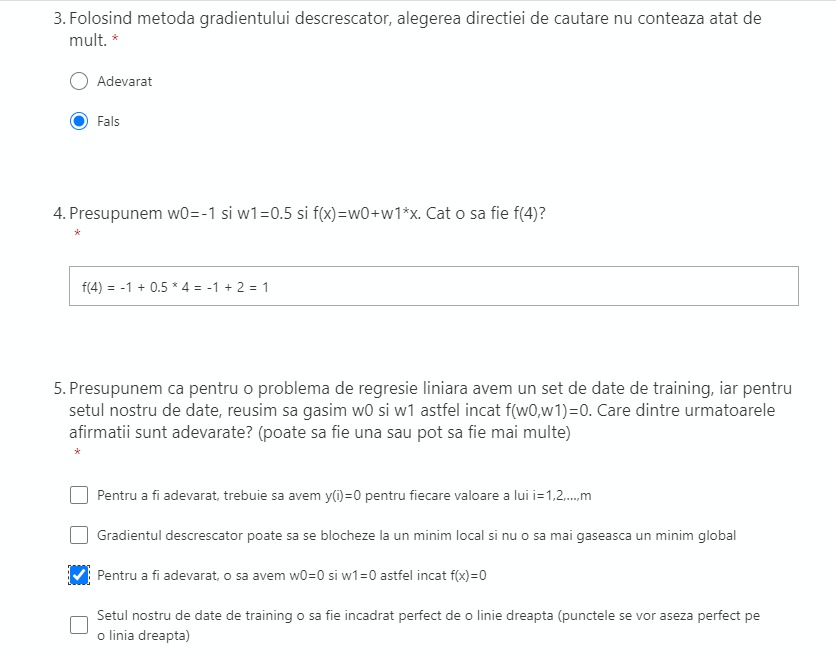 3. Folosind metoda gradientului descrescator, alegerea directiei de cautare nu conteaza atat de
mult. *
Adevarat
Fals
4. Presupunem w0=-1 si w1=0.5 si f(x)=w0+w1*x. Cat o sa fie f(4)?
*
f(4) = -1 + 0.5 * 4 = -1 + 2 = 1
5. Presupunem ca pentru o problema de regresie liniara avem un set de date de training, iar pentru
setul nostru de date, reusim sa gasim w0 si w1 astfel incat f(w0,w1)=0. Care dintre urmatoarele
afirmatii sunt adevarate? (poate sa fie una sau pot sa fie mai multe)
*
Pentru a fi adevarat, trebuie sa avem y(i)=0 pentru fiecare valoare a lui i=1,2,...,m
Gradientul descrescator poate sa se blocheze la un minim local si nu o sa mai gaseasca un minim global
Pentru a fi adevarat, o sa avem w0=0 si w1=0 astfel incat f(x)=0
Setul nostru de date de training o sa fie incadrat perfect de o linie dreapta (punctele se vor aseza perfect pe
o linia dreapta)